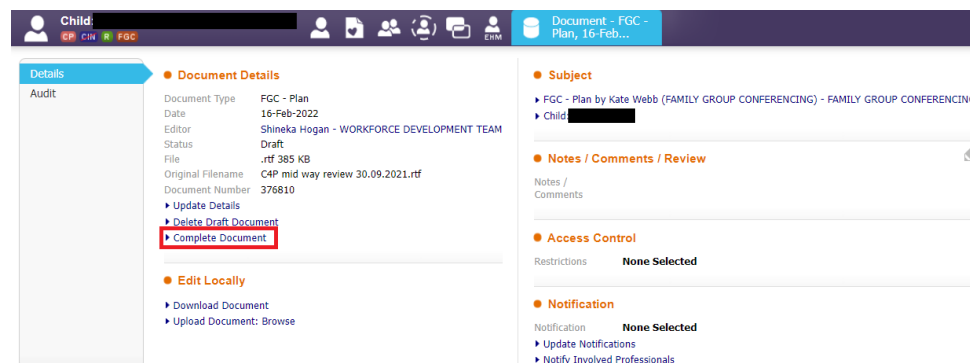 Child:
CP CIN R FGC
EHM
Document - FGC -
Plan, 16-Feb...
Details
Audit
Document Details
Document Type FGC - Plan
Date 16-Feb-2022
Editor Shineka Hogan - WORKFORCE DEVELOPMENT TEAM
Status Draft
File .rtf 385 KB
Original Filename C4P mid way review 30.09.2021.rtf
Document Number 376810
Update Details
Delete Draft Document
Complete Document
Edit Locally
Download Document
Upload Document: Browse
Subject
FGC - Plan by Kate Webb (FAMILY GROUP CONFERENCING) - FAMILY GROUP CONFERENCING
Child:
Notes / Comments / Review
Notes /
Comments
Access Control
Restrictions None Selected
Notification
Notification None Selected
Update Notifications
Notify Involved Professionals